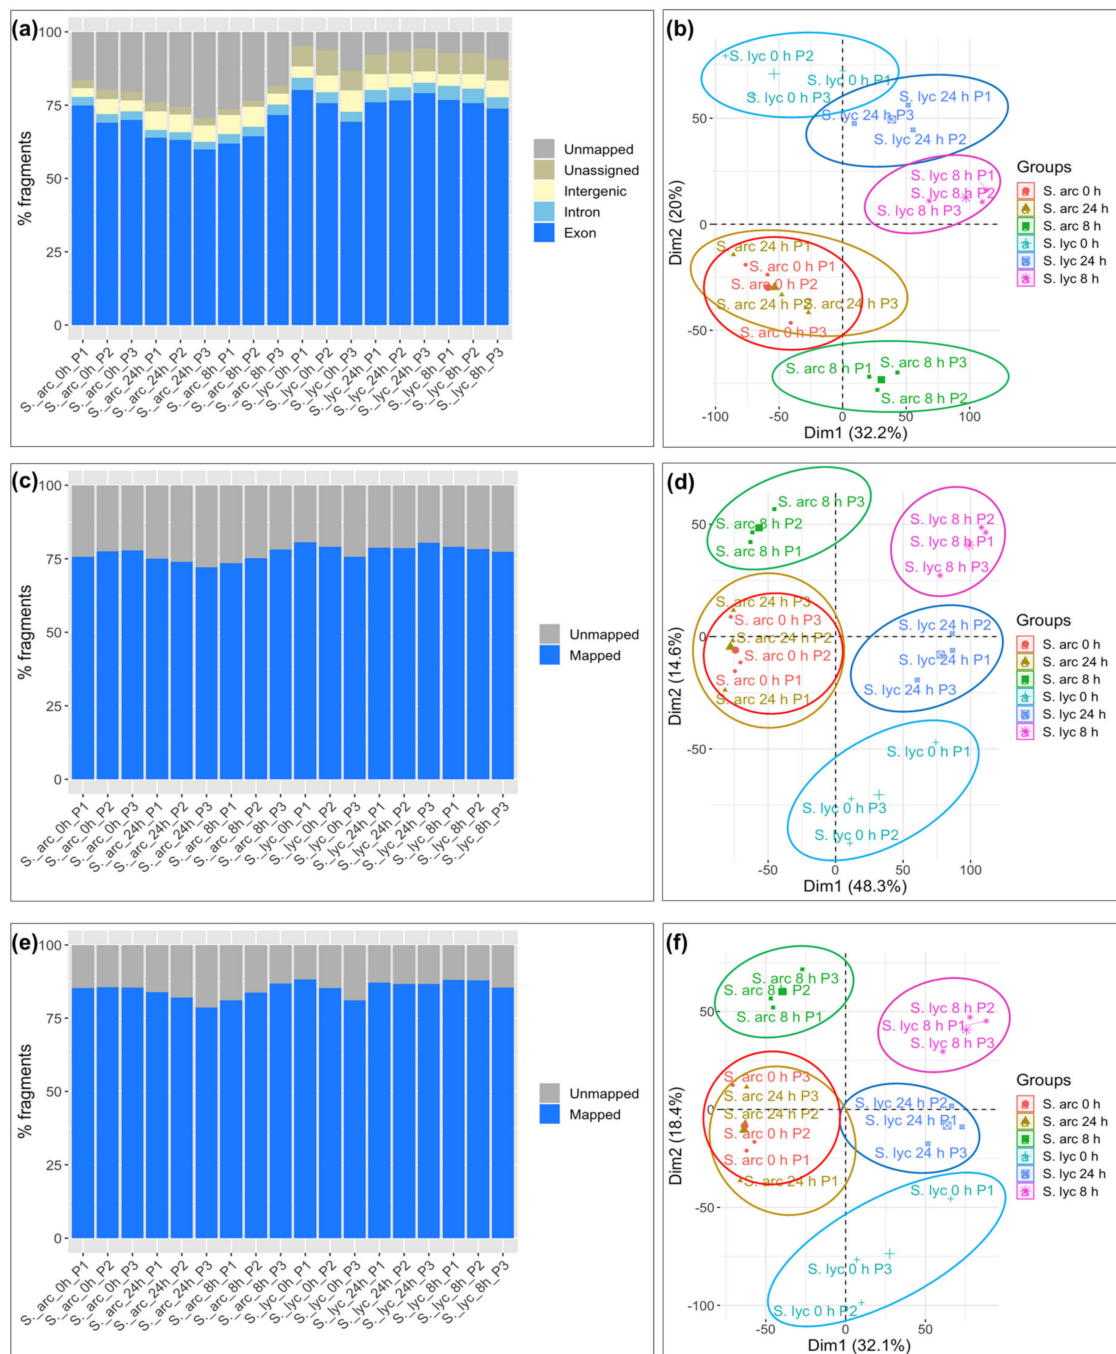 (a)
100
75
50
25
0
% fragments
Unmapped
Unassigned
Intergenic
Intron
Exon
S._arc_0h_P1
S._arc_0h_P2
S._arc_0h_P3
S._arc_24h_P1
S._arc_24h_P2
S._arc_24h_P3
S._arc_8h_P1
S._arc_8h_P2
S._arc_8h_P3
S._lyc_0h_P1
S._lyc_0h_P2
S._lyc_0h_P3
S._lyc_24h_P1
S._lyc_24h_P2
S._lyc_24h_P3
S._lyc_8h_P1
S._lyc_8h_P2
S._lyc_8h_P3
(b)
S. lyc 0 h P2
S. lyc 0 h P1
S. lyc 0 h P3
S. lyc 24 h P1
S. lyc 24 h P3
S. lyc 24 h P2
S. lyc 8 h P1
S. lyc 8 h P2
S. lyc 8 h P3
S. arc 24 h P1
S. arc 0 h P1
S. arc 0 h P2
S. arc 24 h P2
S. arc 24 h P3
S. arc 0 h P3
S. arc 8 h P3
S. arc 8 h P1
S. arc 8 h P2
50
0
-50
Dim2 (20%)
-100
-50
0
50
100
Dim1 (32.2%)
Groups
S. arc 0 h
S. arc 24 h
S. arc 8 h
S. lyc 0 h
S. lyc 24 h
S. lyc 8 h
(c)
100
75
50
25
0
% fragments
Unmapped
Mapped
S._arc_0h_P1
S._arc_0h_P2
S._arc_0h_P3
S._arc_24h_P1
S._arc_24h_P2
S._arc_24h_P3
S._arc_8h_P1
S._arc_8h_P2
S._arc_8h_P3
S._lyc_0h_P1
S._lyc_0h_P2
S._lyc_0h_P3
S._lyc_24h_P1
S._lyc_24h_P2
S._lyc_24h_P3
S._lyc_8h_P1
S._lyc_8h_P2
S._lyc_8h_P3
(d)
S. arc 8 h P3
S. arc 8 h P2
S. arc 8 h P1
S. lyc 8 h P2
S. lyc 8 h P1
S. lyc 8 h P3
S. arc 24 h P3
S. arc 0 h P3
S. arc 24 h P2
S. arc 0 h P2
S. arc 0 h P1
S. arc 24 h P1
S. lyc 24 h P2
S. lyc 24 h P1
S. lyc 24 h P3
S. lyc 0 h P1
S. lyc 0 h P3
S. lyc 0 h P2
50
0
-50
Dim2 (14.6%)
-50
0
50
100
Dim1 (48.3%)
Groups
S. arc 0 h
S. arc 24 h
S. arc 8 h
S. lyc 0 h
S. lyc 24 h
S. lyc 8 h
(e)
100
75
50
25
0
% fragments
Unmapped
Mapped
S._arc_0h_P1
S._arc_0h_P2
S._arc_0h_P3
S._arc_24h_P1
S._arc_24h_P2
S._arc_24h_P3
S._arc_8h_P1
S._arc_8h_P2
S._arc_8h_P3
S._lyc_0h_P1
S._lyc_0h_P2
S._lyc_0h_P3
S._lyc_24h_P1
S._lyc_24h_P2
S._lyc_24h_P3
S._lyc_8h_P1
S._lyc_8h_P2
S._lyc_8h_P3
(f)
S. arc 8 h P3
S. arc 8 h P2
S. arc 8 h P1
S. lyc 8 h P2
S. lyc 8 h P1
S. lyc 8 h P3
S. arc 0 h P3
S. arc 24 h P3
S. arc 24 h P2
S. arc 0 h P2
S. arc 0 h P1
S. arc 24 h P1
S. lyc 24 h P2
S. lyc 24 h P1
S. lyc 24 h P3
S. lyc 0 h P1
S. lyc 0 h P3
S. lyc 0 h P2
50
0
-50
-100
Dim2 (18.4%)
-50
0
50
Dim1 (32.1%)
Groups
S. arc 0 h
S. arc 24 h
S. arc 8 h
S. lyc 0 h
S. lyc 24 h
S. lyc 8 h